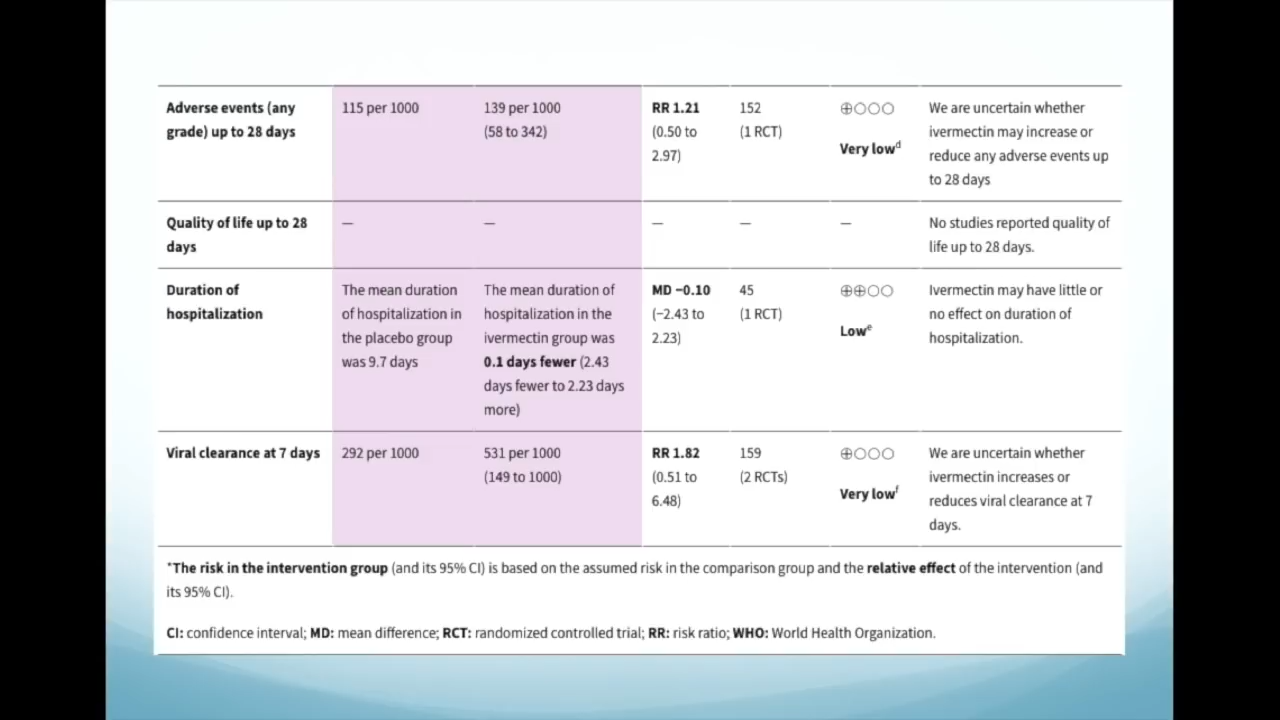 Adverse events (any grade) up to 28 days
115 per 1000
139 per 1000
(58 to 342)
RR 1.21
(0.50 to
2.97)
152
(1 RCT)
⊕○○○
Very lowᵈ
We are uncertain whether
ivermectin may increase or
reduce any adverse events up
to 28 days
Quality of life up to 28
days
—
—
—
—
—
No studies reported quality of
life up to 28 days.
Duration of
hospitalization
The mean duration
of hospitalization in
the placebo group
was 9.7 days
The mean duration of
hospitalization in the
ivermectin group was
0.1 days fewer (2.43
days fewer to 2.23 days
more)
MD −0.10
(−2.43 to
2.23)
45
(1 RCT)
⊕⊕○○
Lowᵉ
Ivermectin may have little or
no effect on duration of
hospitalization.
Viral clearance at 7 days
292 per 1000
531 per 1000
(149 to 1000)
RR 1.82
(0.51 to
6.48)
159
(2 RCTs)
⊕○○○
Very lowᶠ
We are uncertain whether
ivermectin increases or
reduces viral clearance at 7
days.
*The risk in the intervention group (and its 95% CI) is based on the assumed risk in the comparison group and the relative effect of the intervention (and
its 95% CI).
CI: confidence interval; MD: mean difference; RCT: randomized controlled trial; RR: risk ratio; WHO: World Health Organization.